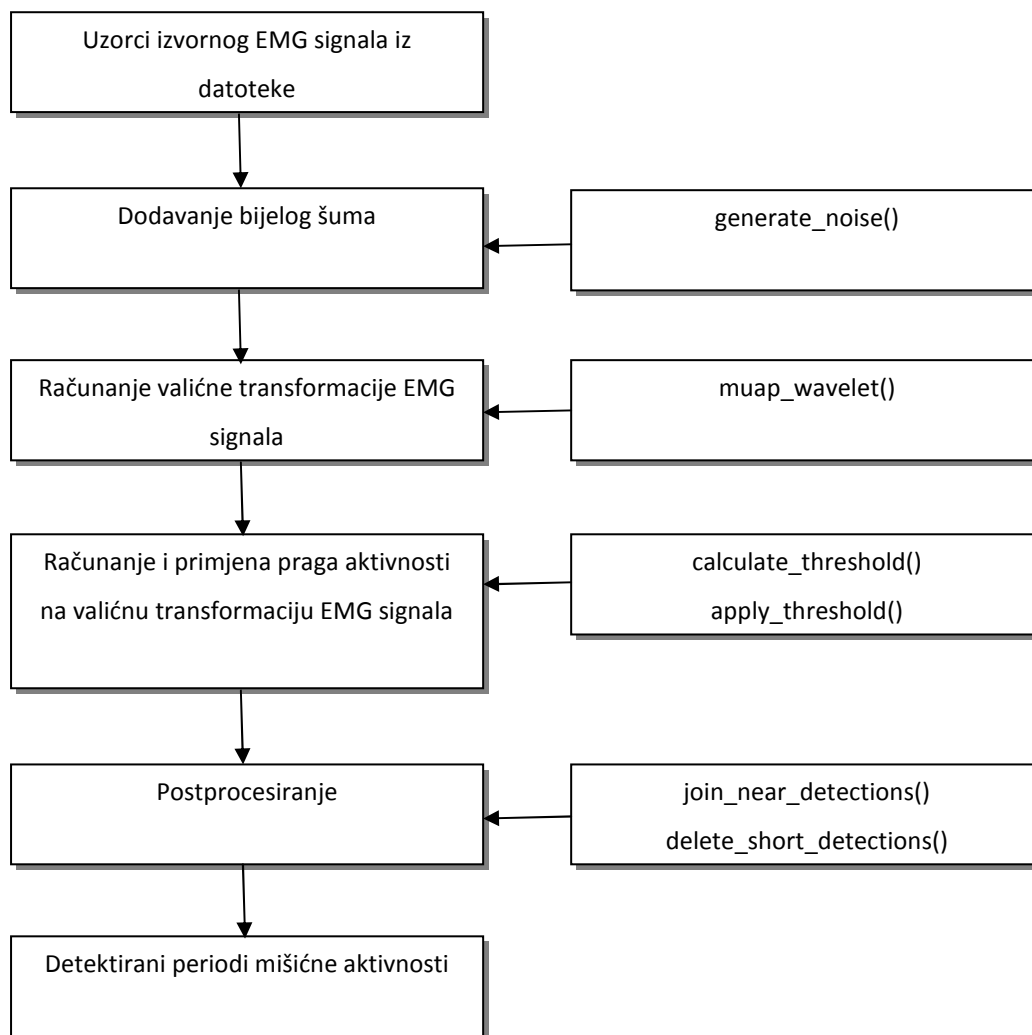 Uzorci izvornog EMG signala iz
datoteke
Dodavanje bijelog šuma
generate_noise()
Računanje valićne transformacije EMG
signala
muap_wavelet()
Računanje i primjena praga aktivnosti
na valićnu transformaciju EMG signala
calculate_threshold()
apply_threshold()
Postprocesiranje
join_near_detections()
delete_short_detections()
Detektirani periodi mišićne aktivnosti